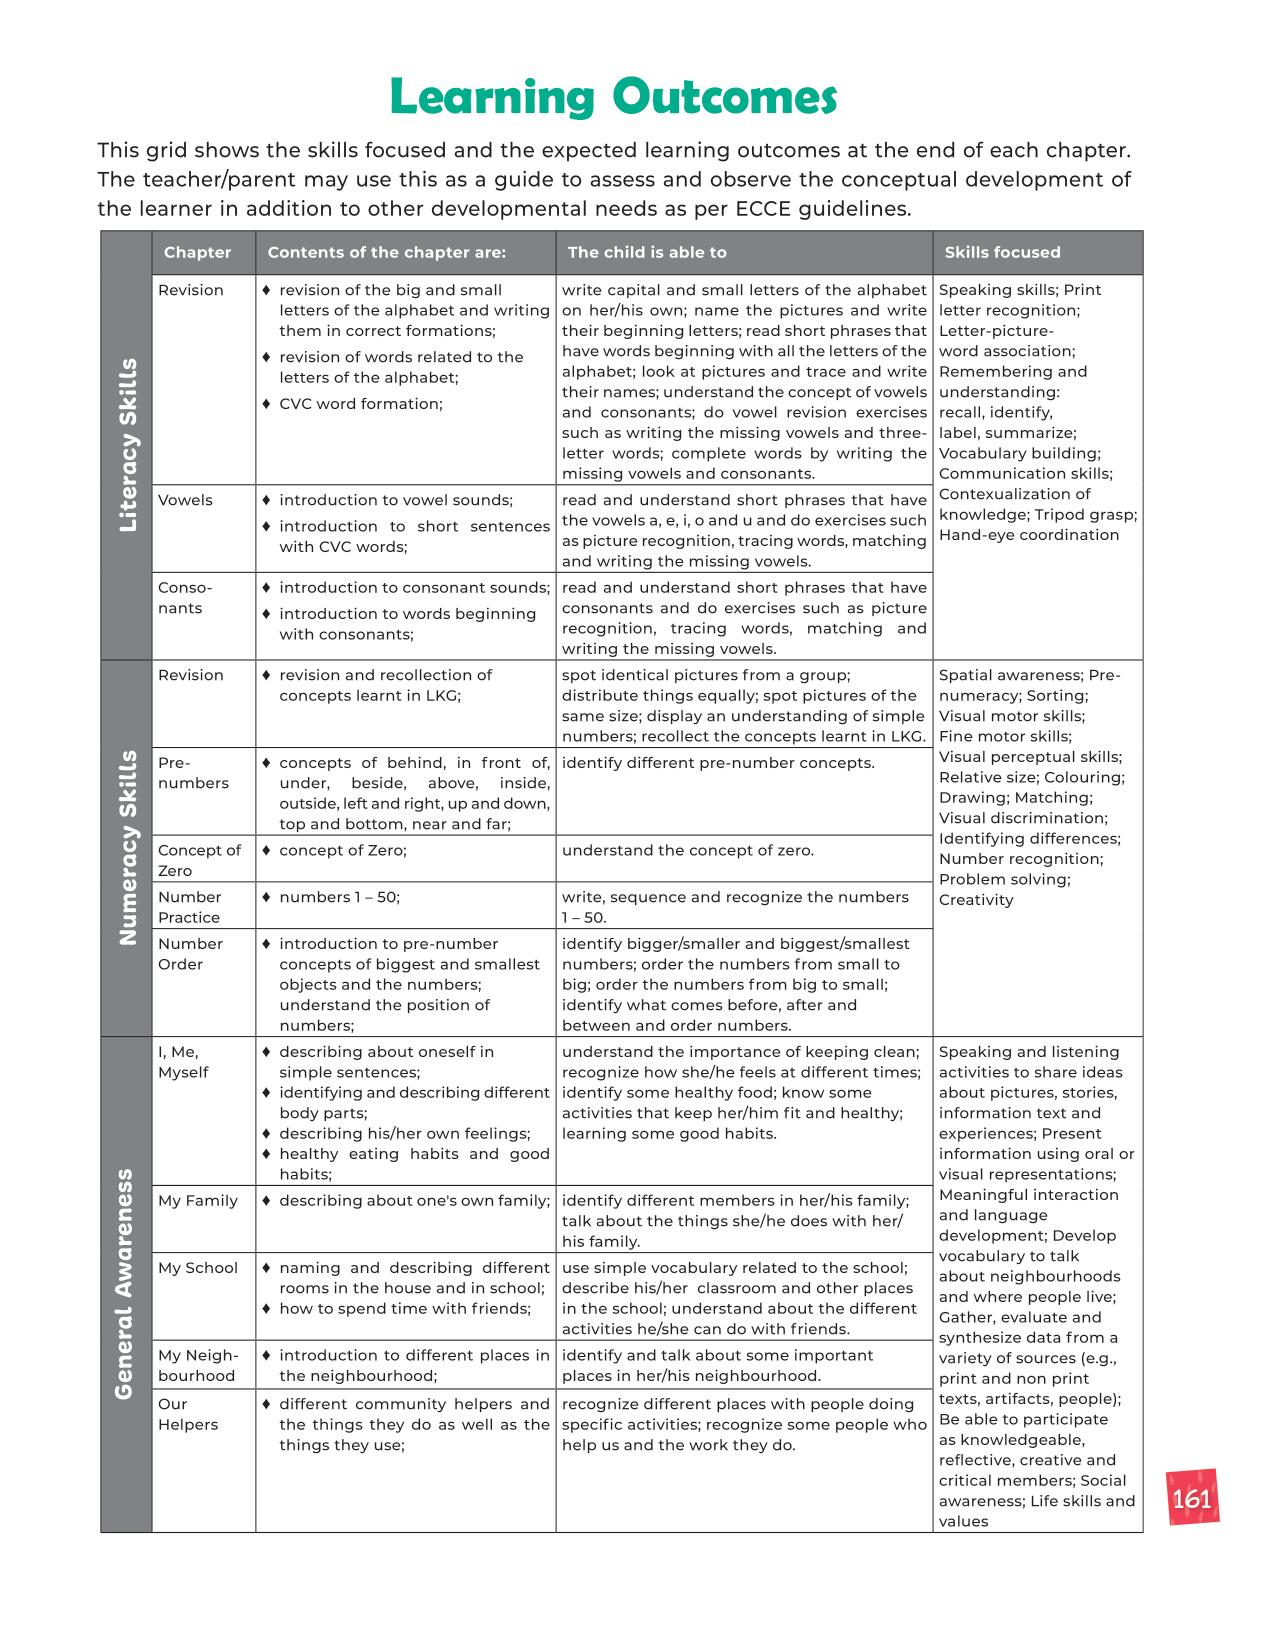 Learning Outcomes
This grid shows the skills focused and the expected learning outcomes at the end of each chapter.
The teacher/parent may use this as a guide to assess and observe the conceptual development of
the learner in addition to other developmental needs as per ECCE guidelines.
Chapter
Contents of the chapter are:
The child is able to
Skills focused
Literacy Skills
Revision
♦ revision of the big and small
letters of the alphabet and writing
them in correct formations;
♦ revision of words related to the
letters of the alphabet;
♦ CVC word formation;
write capital and small letters of the alphabet
on her/his own; name the pictures and write
their beginning letters; read short phrases that
have words beginning with all the letters of the
alphabet; look at pictures and trace and write
their names; understand the concept of vowels
and consonants; do vowel revision exercises
such as writing the missing vowels and three-
letter words; complete words by writing the
missing vowels and consonants.
Speaking skills; Print
letter recognition;
Letter-picture-
word association;
Remembering and
understanding:
recall, identify,
label, summarize;
Vocabulary building;
Communication skills;
Contexualization of
knowledge; Tripod grasp;
Hand-eye coordination
Vowels
♦ introduction to vowel sounds;
♦ introduction to short sentences
with CVC words;
read and understand short phrases that have
the vowels a, e, i, o and u and do exercises such
as picture recognition, tracing words, matching
and writing the missing vowels.
Conso-
nants
♦ introduction to consonant sounds;
♦ introduction to words beginning
with consonants;
read and understand short phrases that have
consonants and do exercises such as picture
recognition, tracing words, matching and
writing the missing vowels.
Numeracy Skills
Revision
♦ revision and recollection of
concepts learnt in LKG;
spot identical pictures from a group;
distribute things equally; spot pictures of the
same size; display an understanding of simple
numbers; recollect the concepts learnt in LKG.
Spatial awareness; Pre-
numeracy; Sorting;
Visual motor skills;
Fine motor skills;
Visual perceptual skills;
Relative size; Colouring;
Drawing; Matching;
Visual discrimination;
Identifying differences;
Number recognition;
Problem solving;
Creativity
Pre-
numbers
♦ concepts of behind, in front of,
under, beside, above, inside,
outside, left and right, up and down,
top and bottom, near and far;
identify different pre-number concepts.
Concept of
Zero
♦ concept of Zero;
understand the concept of zero.
Number
Practice
♦ numbers 1 – 50;
write, sequence and recognize the numbers
1 – 50.
Number
Order
♦ introduction to pre-number
concepts of biggest and smallest
objects and the numbers;
understand the position of
numbers;
identify bigger/smaller and biggest/smallest
numbers; order the numbers from small to
big; order the numbers from big to small;
identify what comes before, after and
between and order numbers.
General Awareness
I, Me,
Myself
♦ describing about oneself in
simple sentences;
♦ identifying and describing different
body parts;
♦ describing his/her own feelings;
♦ healthy eating habits and good
habits;
understand the importance of keeping clean;
recognize how she/he feels at different times;
identify some healthy food; know some
activities that keep her/him fit and healthy;
learning some good habits.
Speaking and listening
activities to share ideas
about pictures, stories,
information text and
experiences; Present
information using oral or
visual representations;
Meaningful interaction
and language
development; Develop
vocabulary to talk
about neighbourhoods
and where people live;
Gather, evaluate and
synthesize data from a
variety of sources (e.g.,
print and non print
texts, artifacts, people);
Be able to participate
as knowledgeable,
reflective, creative and
critical members; Social
awareness; Life skills and
values
My Family
♦ describing about one's own family;
identify different members in her/his family;
talk about the things she/he does with her/
his family.
My School
♦ naming and describing different
rooms in the house and in school;
♦ how to spend time with friends;
use simple vocabulary related to the school;
describe his/her classroom and other places
in the school; understand about the different
activities he/she can do with friends.
My Neigh-
bourhood
♦ introduction to different places in
the neighbourhood;
identify and talk about some important
places in her/his neighbourhood.
Our
Helpers
♦ different community helpers and
the things they do as well as the
things they use;
recognize different places with people doing
specific activities; recognize some people who
help us and the work they do.
161